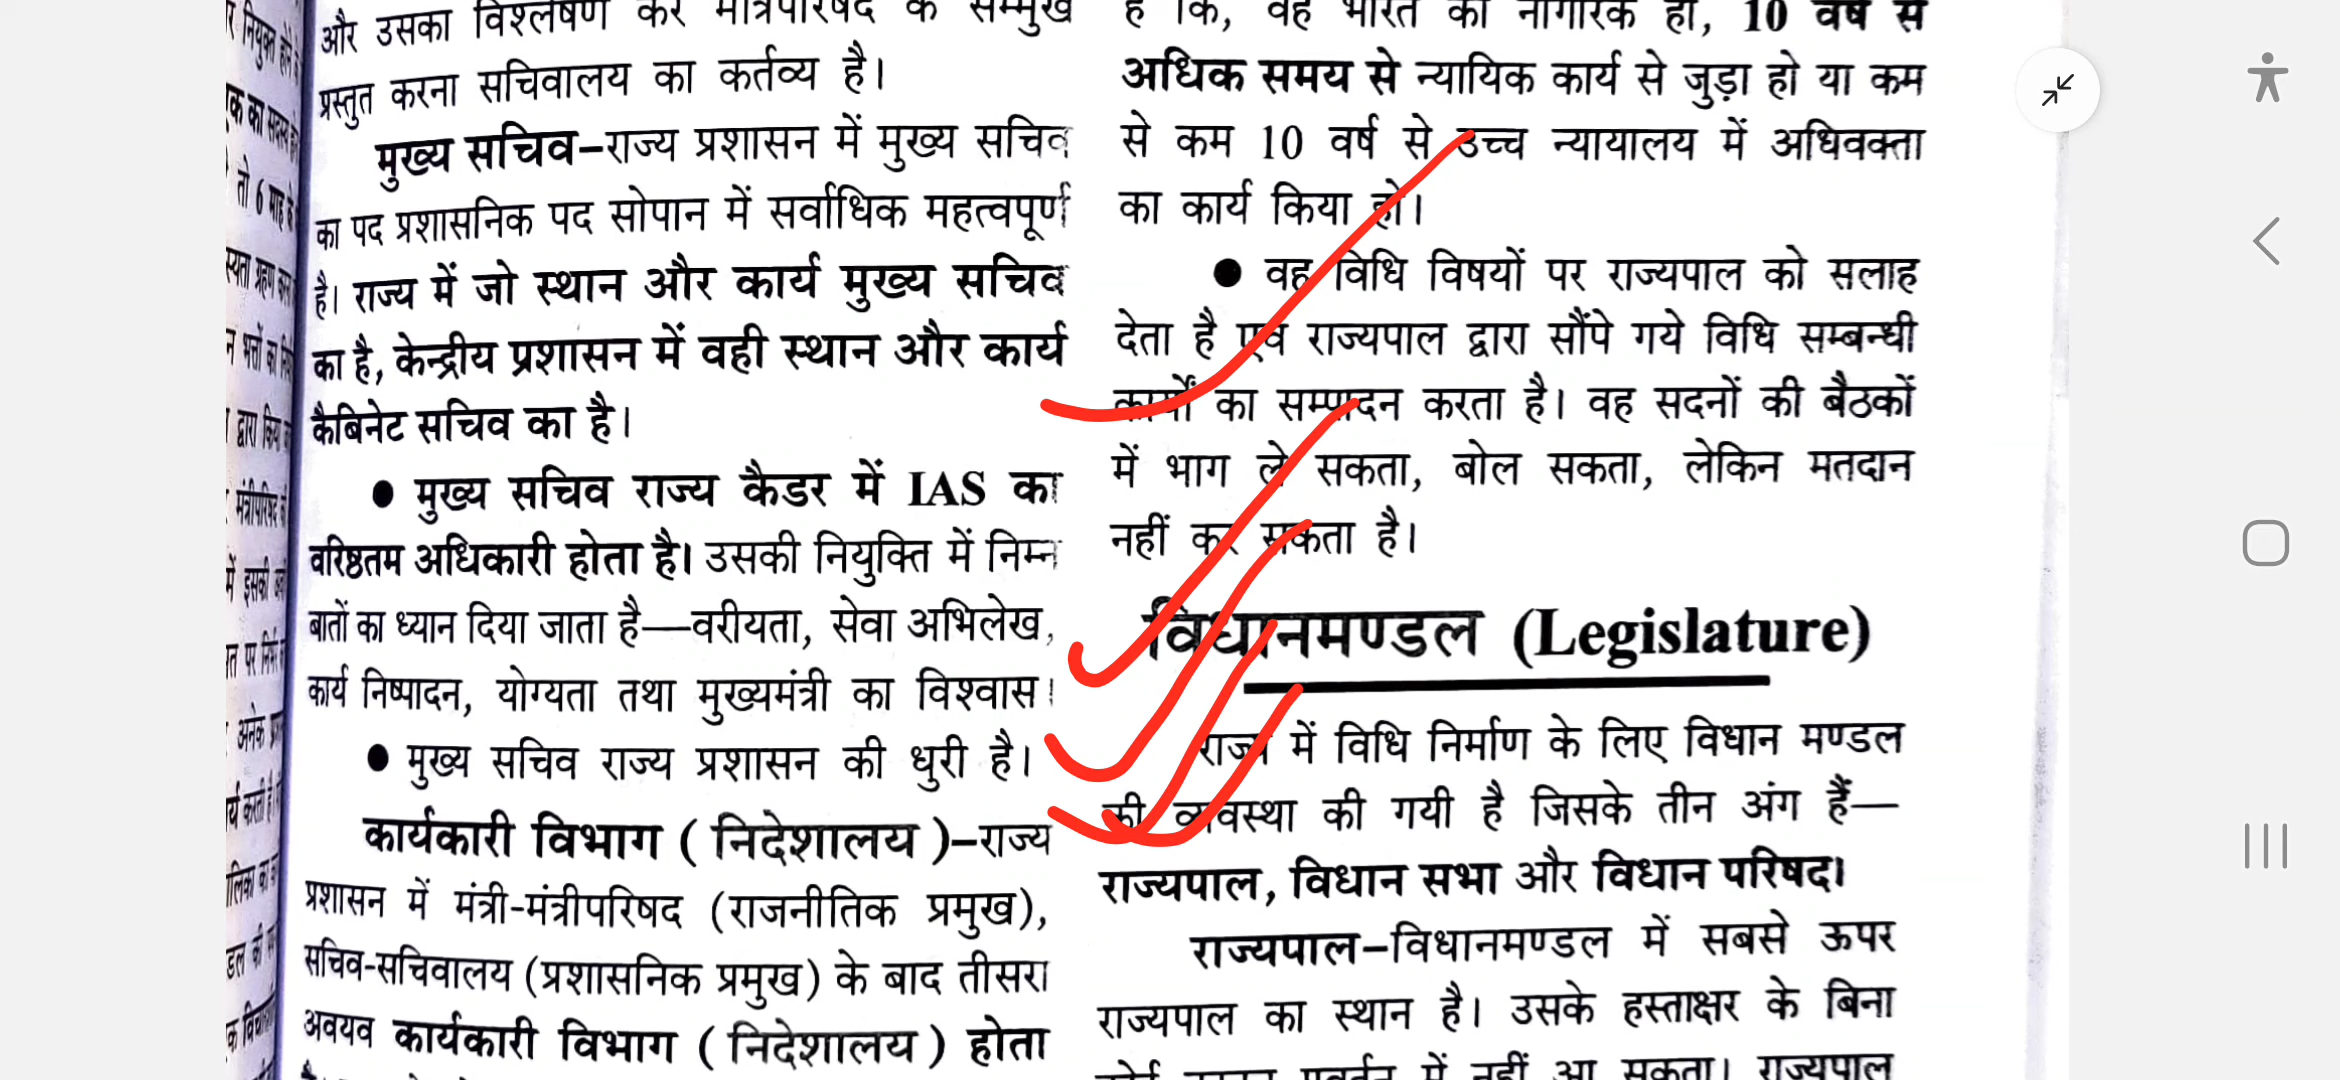 और उसका विश्लेषण कर मंत्रिपरिषद के सम्मुख
प्रस्तुत करना सचिवालय का कर्तव्य है।
मुख्य सचिव–राज्य प्रशासन में मुख्य सचिव
का पद प्रशासनिक पद सोपान में सर्वाधिक महत्वपूर्ण
है। राज्य में जो स्थान और कार्य मुख्य सचिव
का है, केन्द्रीय प्रशासन में वही स्थान और कार्य
कैबिनेट सचिव का है।
● मुख्य सचिव राज्य कैडर में IAS का
वरिष्ठतम अधिकारी होता है। उसकी नियुक्ति में निम्न
बातों का ध्यान दिया जाता है—वरीयता, सेवा अभिलेख,
कार्य निष्पादन, योग्यता तथा मुख्यमंत्री का विश्वास।
● मुख्य सचिव राज्य प्रशासन की धुरी है।
कार्यकारी विभाग ( निदेशालय )–राज्य
प्रशासन में मंत्री-मंत्रीपरिषद (राजनीतिक प्रमुख),
सचिव-सचिवालय (प्रशासनिक प्रमुख) के बाद तीसरा
अवयव कार्यकारी विभाग ( निदेशालय ) होता
है कि, वह भारत का नागरिक हो, 10 वर्ष से
अधिक समय से न्यायिक कार्य से जुड़ा हो या कम
से कम 10 वर्ष से उच्च न्यायालय में अधिवक्ता
का कार्य किया हो।
● वह विधि विषयों पर राज्यपाल को सलाह
देता है एवं राज्यपाल द्वारा सौंपे गये विधि सम्बन्धी
कार्यों का सम्पादन करता है। वह सदनों की बैठकों
में भाग ले सकता, बोल सकता, लेकिन मतदान
नहीं कर सकता है।
विधानमण्डल (Legislature)
राज्य में विधि निर्माण के लिए विधान मण्डल
की व्यवस्था की गयी है जिसके तीन अंग हैं—
राज्यपाल, विधान सभा और विधान परिषद।
राज्यपाल–विधानमण्डल में सबसे ऊपर
राज्यपाल का स्थान है। उसके हस्ताक्षर के बिना
में नहीं आ सकता। राज्यपाल